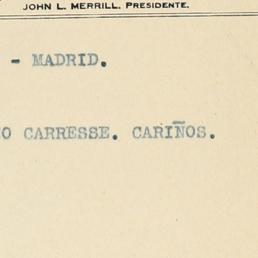 JOHN L. MERRILL, PRESIDENTE.
- MADRID.
O CARRESSE. CARIÑOS.